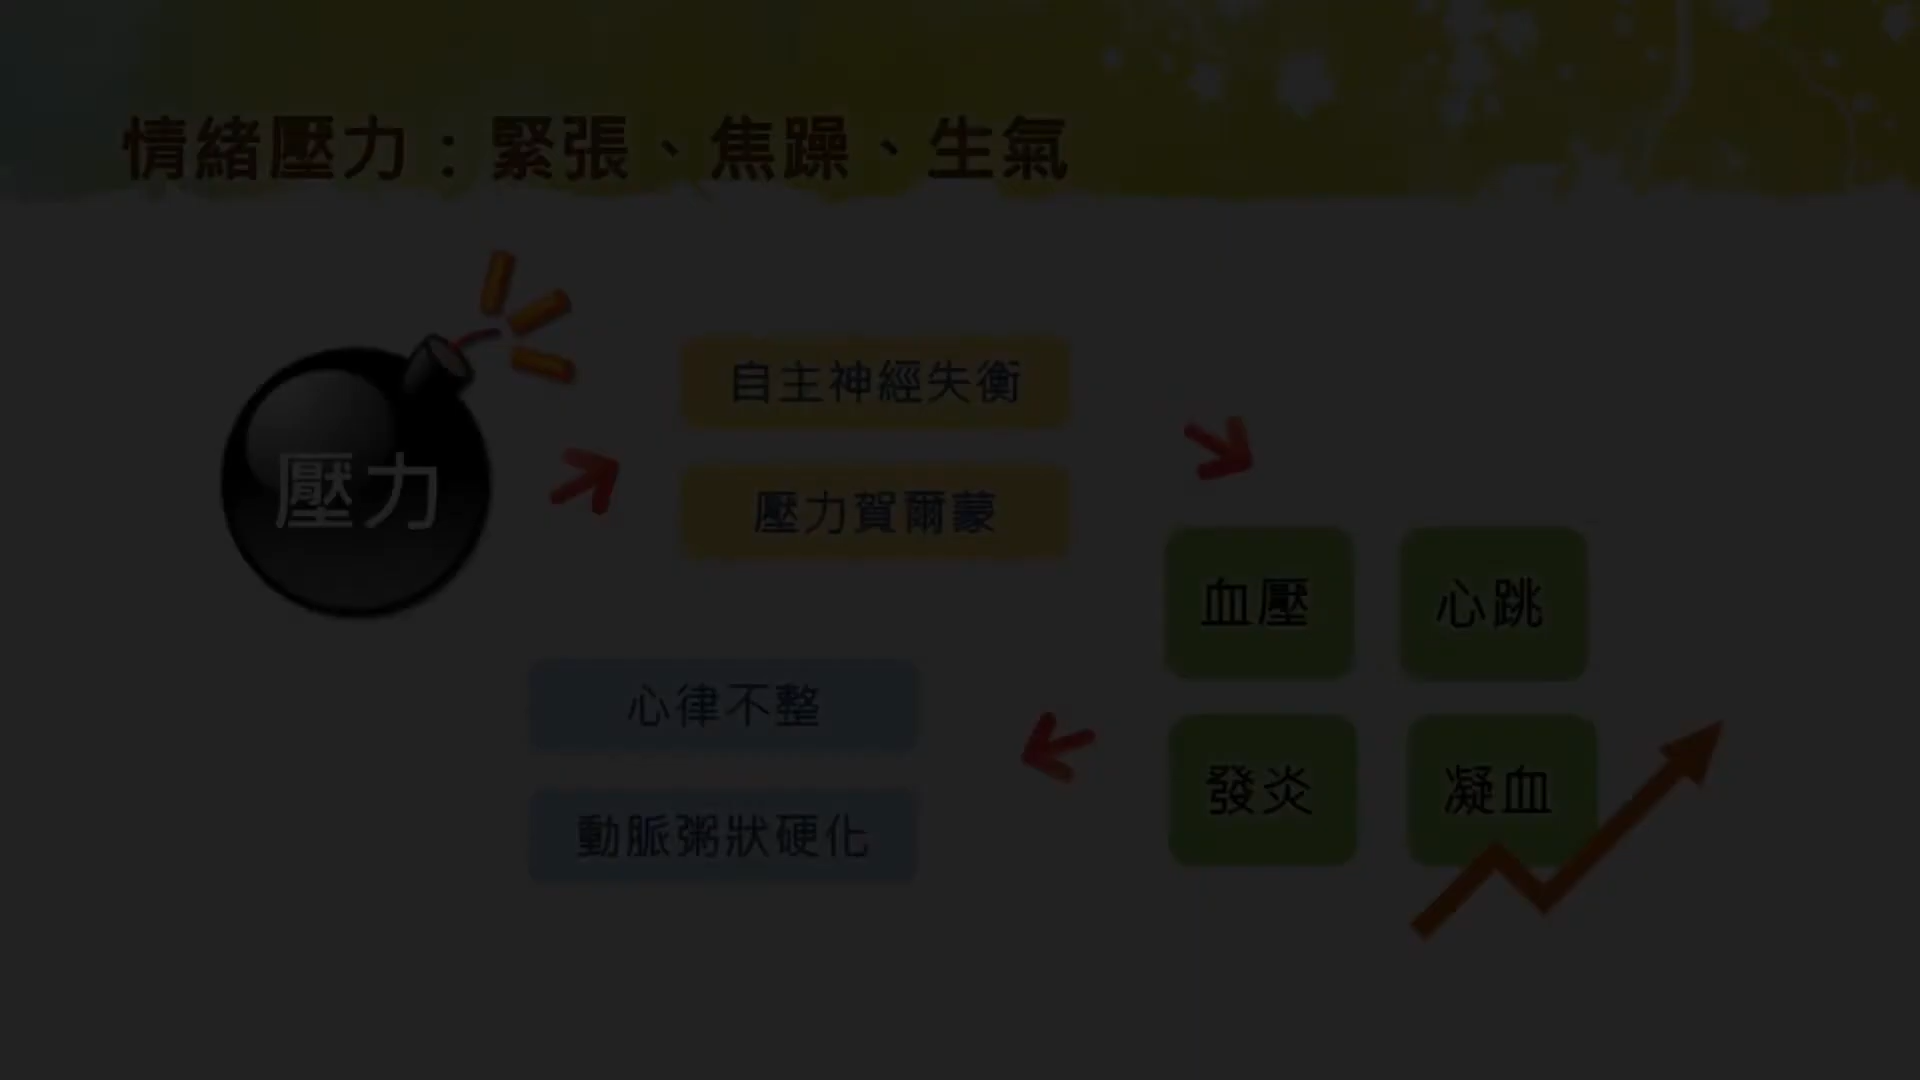 情緒壓力：緊張、焦躁、生氣
壓力
自主神經失衡
壓力賀爾蒙
血壓
心跳
發炎
凝血
心律不整
動脈粥狀硬化